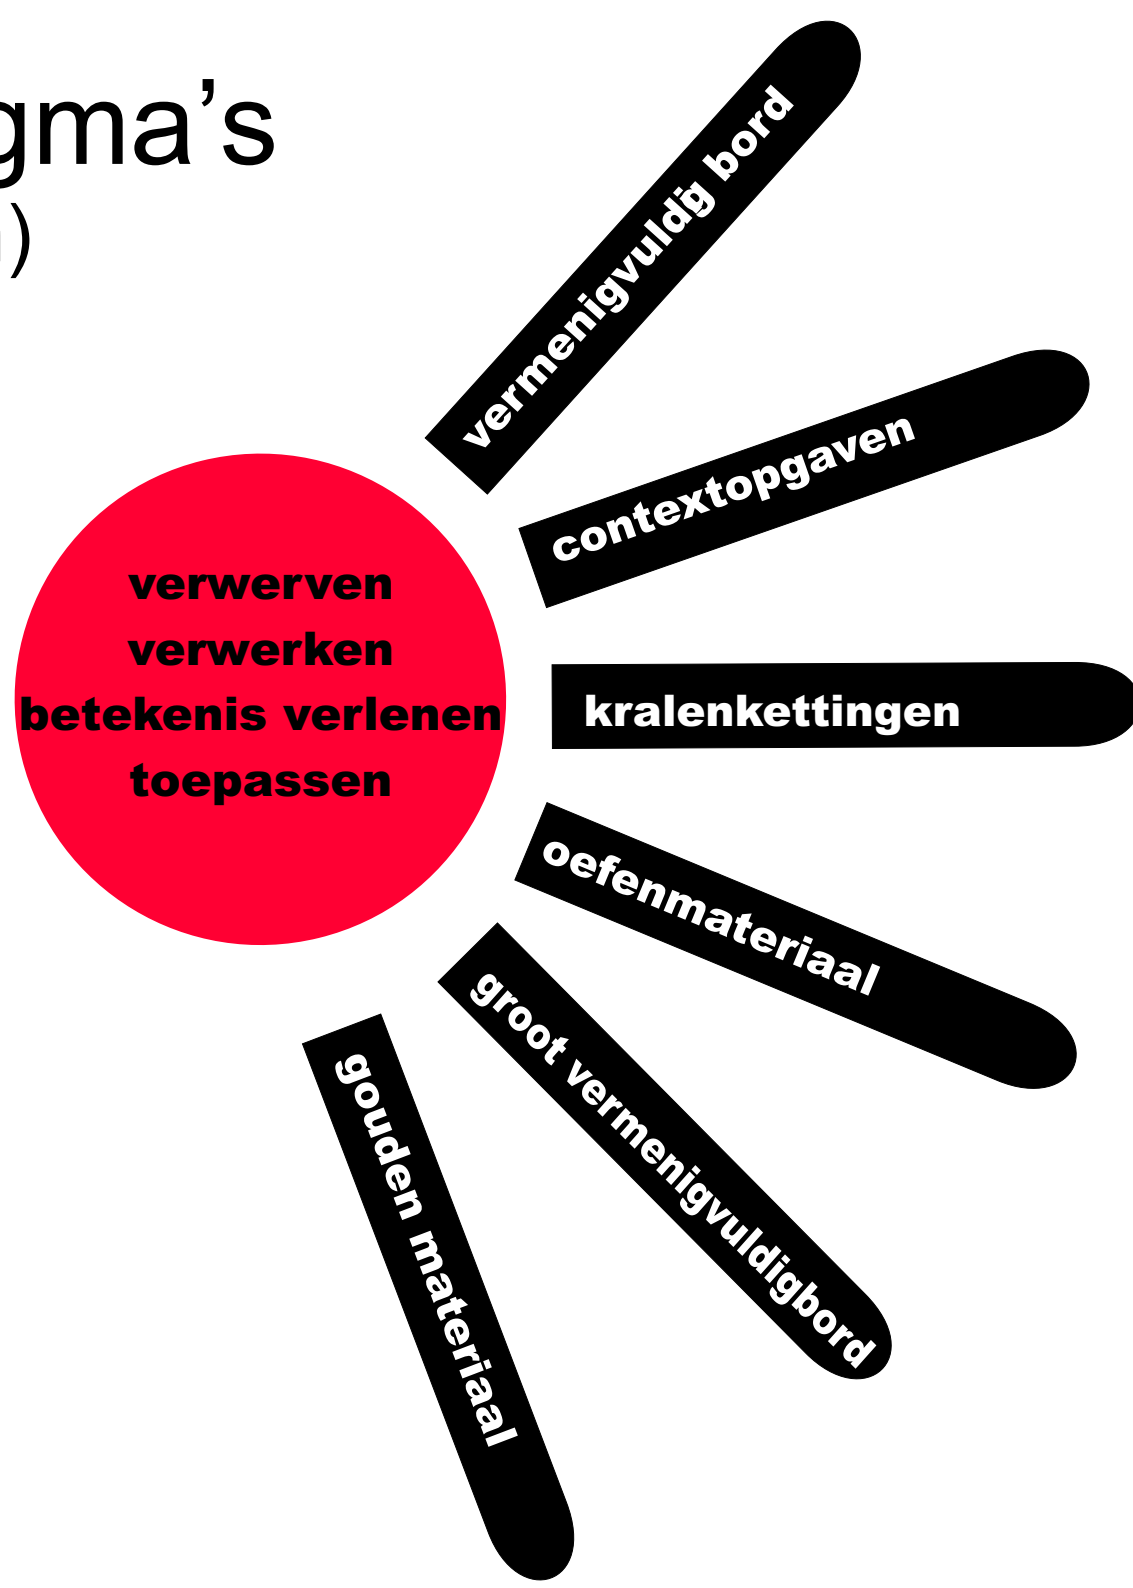 gma's
)
vermenigvuldig bord
contextopgaven
kralenkettingen
oefenmateriaal
groot vermenigvuldigbord
gouden materiaal
verwerven
verwerken
betekenis verlenen
toepassen